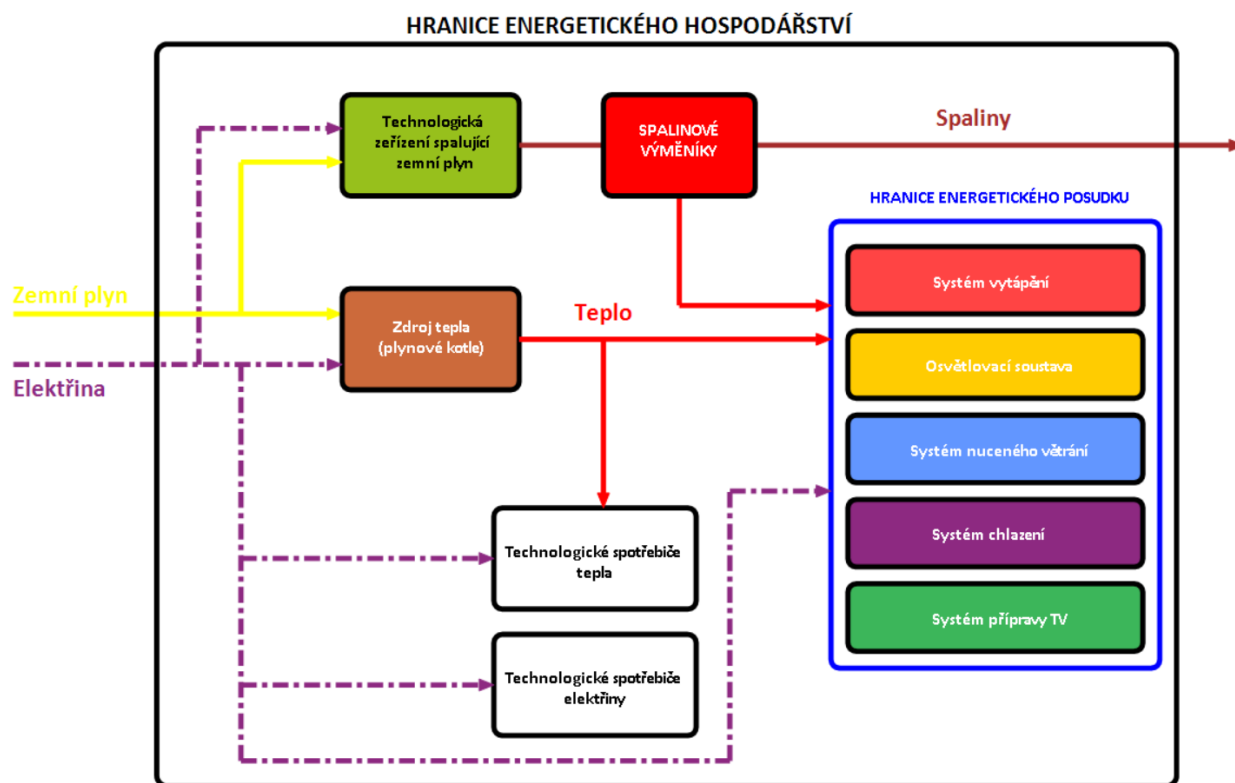 HRANICE ENERGETICKÉHO HOSPODÁŘSTVÍ
Technologická
zeřízení spalující
zemní plyn
SPALINOVÉ
VÝMĚNÍKY
Spaliny
HRANICE ENERGETICKÉHO POSUDKU
Systém vytápění
Zemní plyn
Zdroj tepla
(plynové kotle)
Teplo
Osvětlovací soustava
Elektřina
Systém nuceného větrání
Technologické spotřebiče
tepla
Systém chlazení
Systém přípravy TV
Technologické spotřebiče
elektřiny